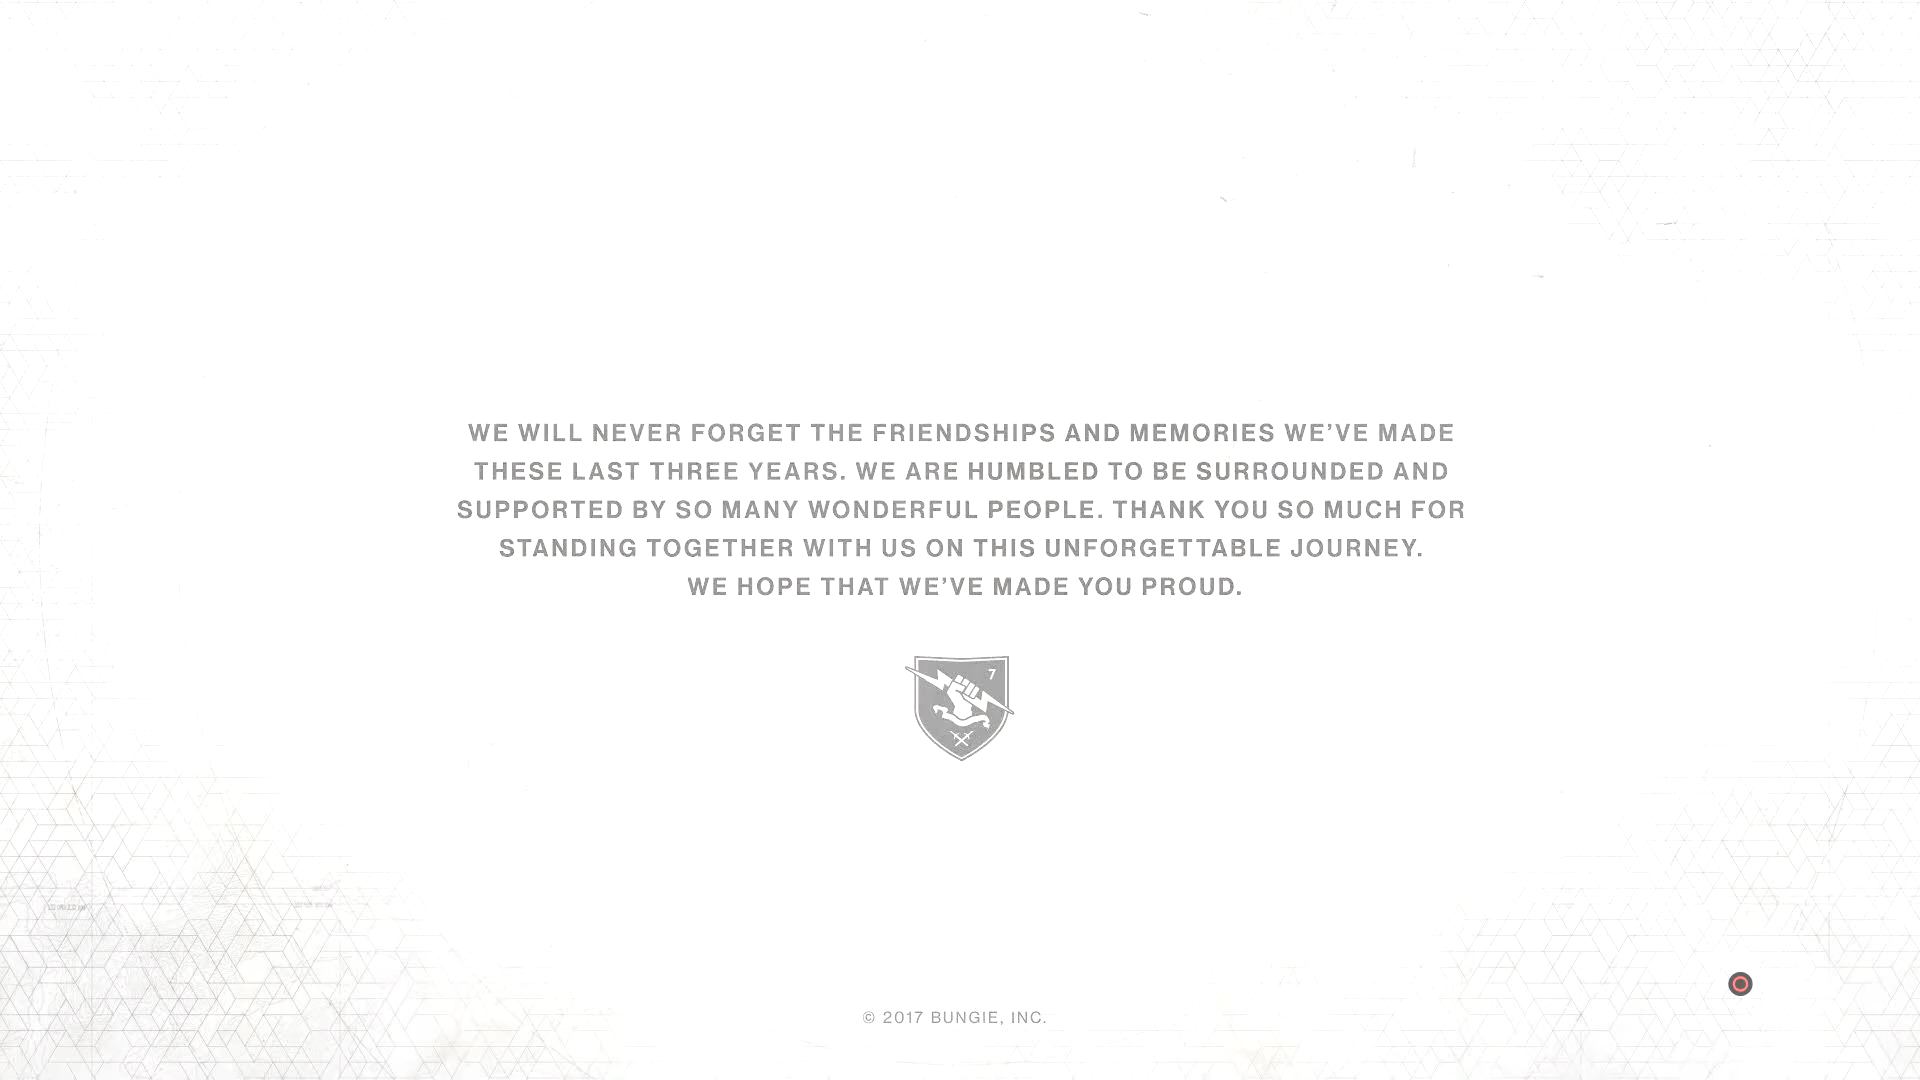 WE WILL NEVER FORGET THE FRIENDSHIPS AND MEMORIES WE’VE MADE
THESE LAST THREE YEARS. WE ARE HUMBLED TO BE SURROUNDED AND
SUPPORTED BY SO MANY WONDERFUL PEOPLE. THANK YOU SO MUCH FOR
STANDING TOGETHER WITH US ON THIS UNFORGETTABLE JOURNEY.
WE HOPE THAT WE’VE MADE YOU PROUD.
7
© 2017 BUNGIE, INC.